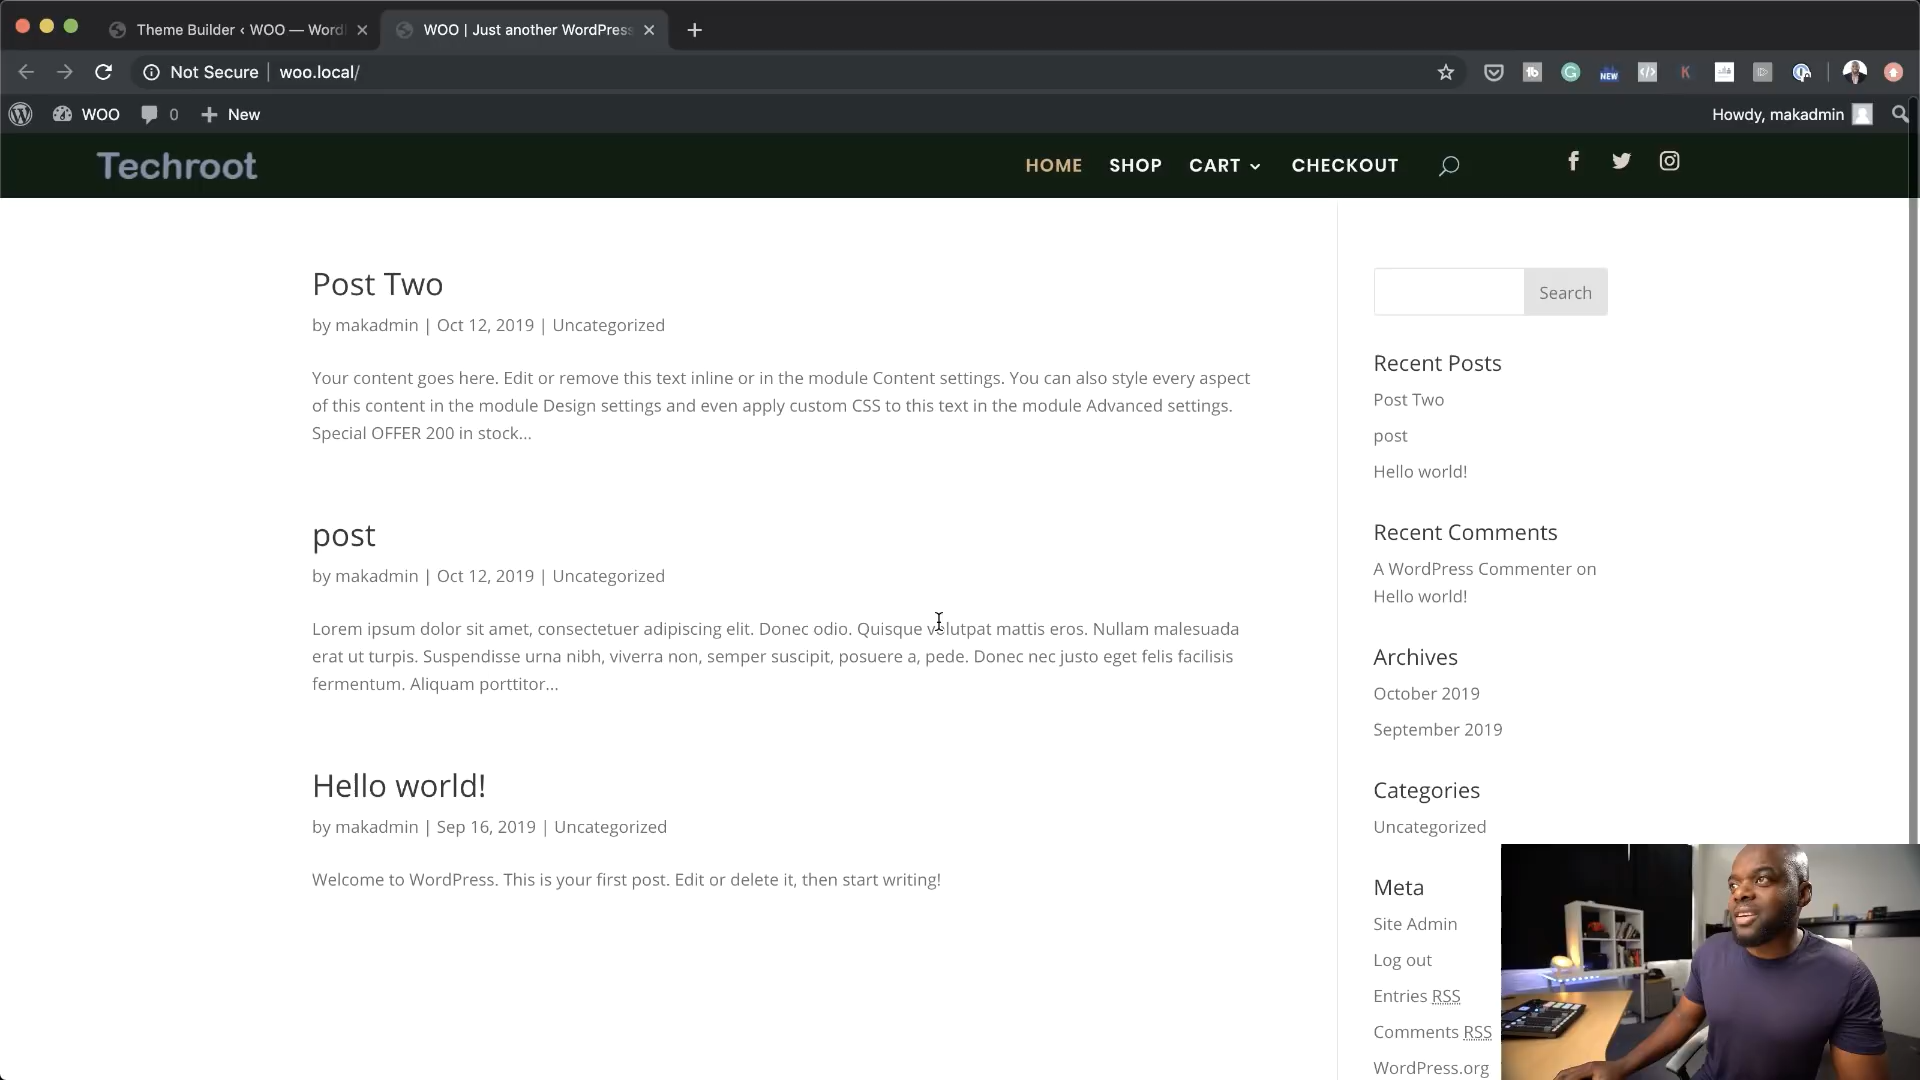 Theme Builder ‹ WOO — Word
WOO | Just another WordPress
Not Secure
woo.local/
NEW
WOO
0
New
Howdy, makadmin
Techroot
HOME
SHOP
CART
CHECKOUT
Post Two
by makadmin | Oct 12, 2019 | Uncategorized
Your content goes here. Edit or remove this text inline or in the module Content settings. You can also style every aspect
of this content in the module Design settings and even apply custom CSS to this text in the module Advanced settings.
Special OFFER 200 in stock...
post
by makadmin | Oct 12, 2019 | Uncategorized
Lorem ipsum dolor sit amet, consectetuer adipiscing elit. Donec odio. Quisque volutpat mattis eros. Nullam malesuada
erat ut turpis. Suspendisse urna nibh, viverra non, semper suscipit, posuere a, pede. Donec nec justo eget felis facilisis
fermentum. Aliquam porttitor...
Hello world!
by makadmin | Sep 16, 2019 | Uncategorized
Welcome to WordPress. This is your first post. Edit or delete it, then start writing!
Search
Recent Posts
Post Two
post
Hello world!
Recent Comments
A WordPress Commenter on
Hello world!
Archives
October 2019
September 2019
Categories
Uncategorized
Meta
Site Admin
Log out
Entries RSS
Comments RSS
WordPress.org